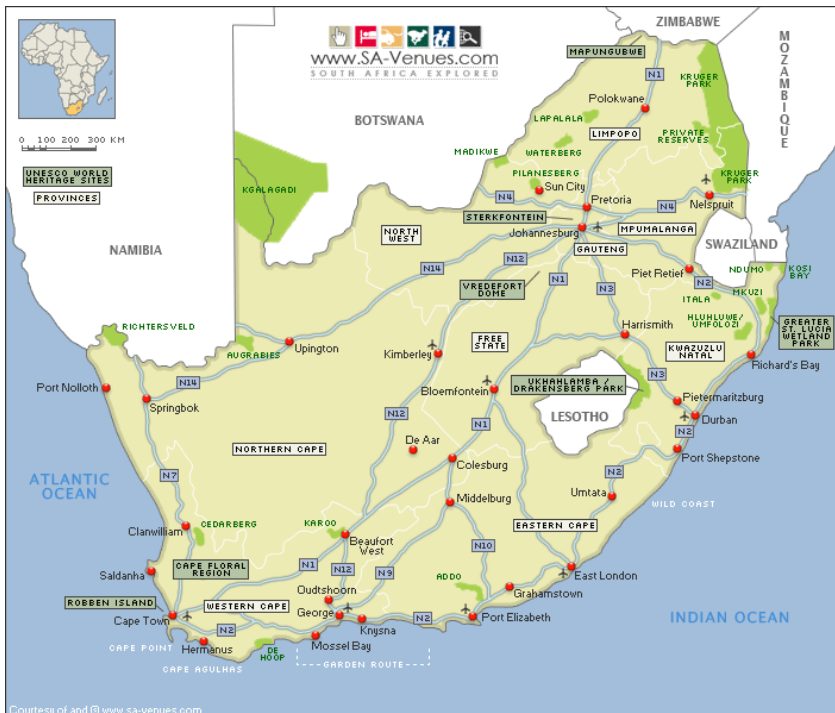 ZIMBABWE
www.SA-Venues.com
SOUTH AFRICA EXPLORED
MAPUNGUBWE
MOZAMBIQUE
N1
KRUGER
PARK
Polokwane
LAPALALA
BOTSWANA
LIMPOPO
PRIVATE
RESERVES
0 100 200 300 KM
MADIKWE
WATERBERG
UNESCO WORLD
HERITAGE SITES
PILANESBERG
KRUGER
PARK
PROVINCES
KGALAGADI
Sun City
N4
Pretoria
N4
Nelspruit
STERKFONTEIN
NORTH
WEST
Johannesburg
MPUMALANGA
NAMIBIA
GAUTENG
SWAZILAND
N14
N12
N1
Piet Retief
N2
NDUMO
KOSI
BAY
VREDEFORT
DOME
N3
ITALA
MKUZI
RICHTERSVELD
HLUHLUWE/
UMFOLOZI
GREATER
ST. LUCIA
WETLAND
PARK
AUGRABIES
Upington
Kimberley
FREE
STATE
Harrismith
KWAZUZLU
NATAL
Richard's Bay
Port Nolloth
N14
Springbok
Bloemfontein
UKHAHLAMBA /
DRAKENSBERG PARK
N3
LESOTHO
Pietermaritzburg
Durban
N12
N1
N2
NORTHERN CAPE
De Aar
Colesburg
Port Shepstone
ATLANTIC
OCEAN
N7
N2
Middelburg
Umtata
WILD COAST
Clanwilliam
CEDARBERG
KAROO
Beaufort
West
EASTERN CAPE
N10
Saldanha
CAPE FLORAL
REGION
N1
N12
N9
ADDO
East London
Grahamstown
ROBBEN ISLAND
WESTERN CAPE
Oudtshoorn
George
Cape Town
N2
Knysna
N2
Port Elizabeth
INDIAN OCEAN
CAPE POINT
Hermanus
DE
HOOP
Mossel Bay
CAPE AGULHAS
GARDEN ROUTE
Courtesy of and © www.sa-venues.com